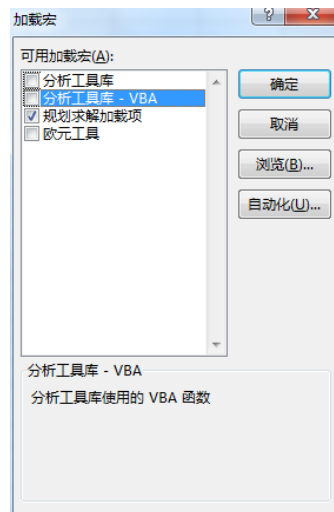 加载宏
可用加载宏(A):
分析工具库
分析工具库 - VBA
规划求解加载项
欧元工具
确定
取消
浏览(B)...
自动化(U)...
分析工具库 - VBA
分析工具库使用的 VBA 函数